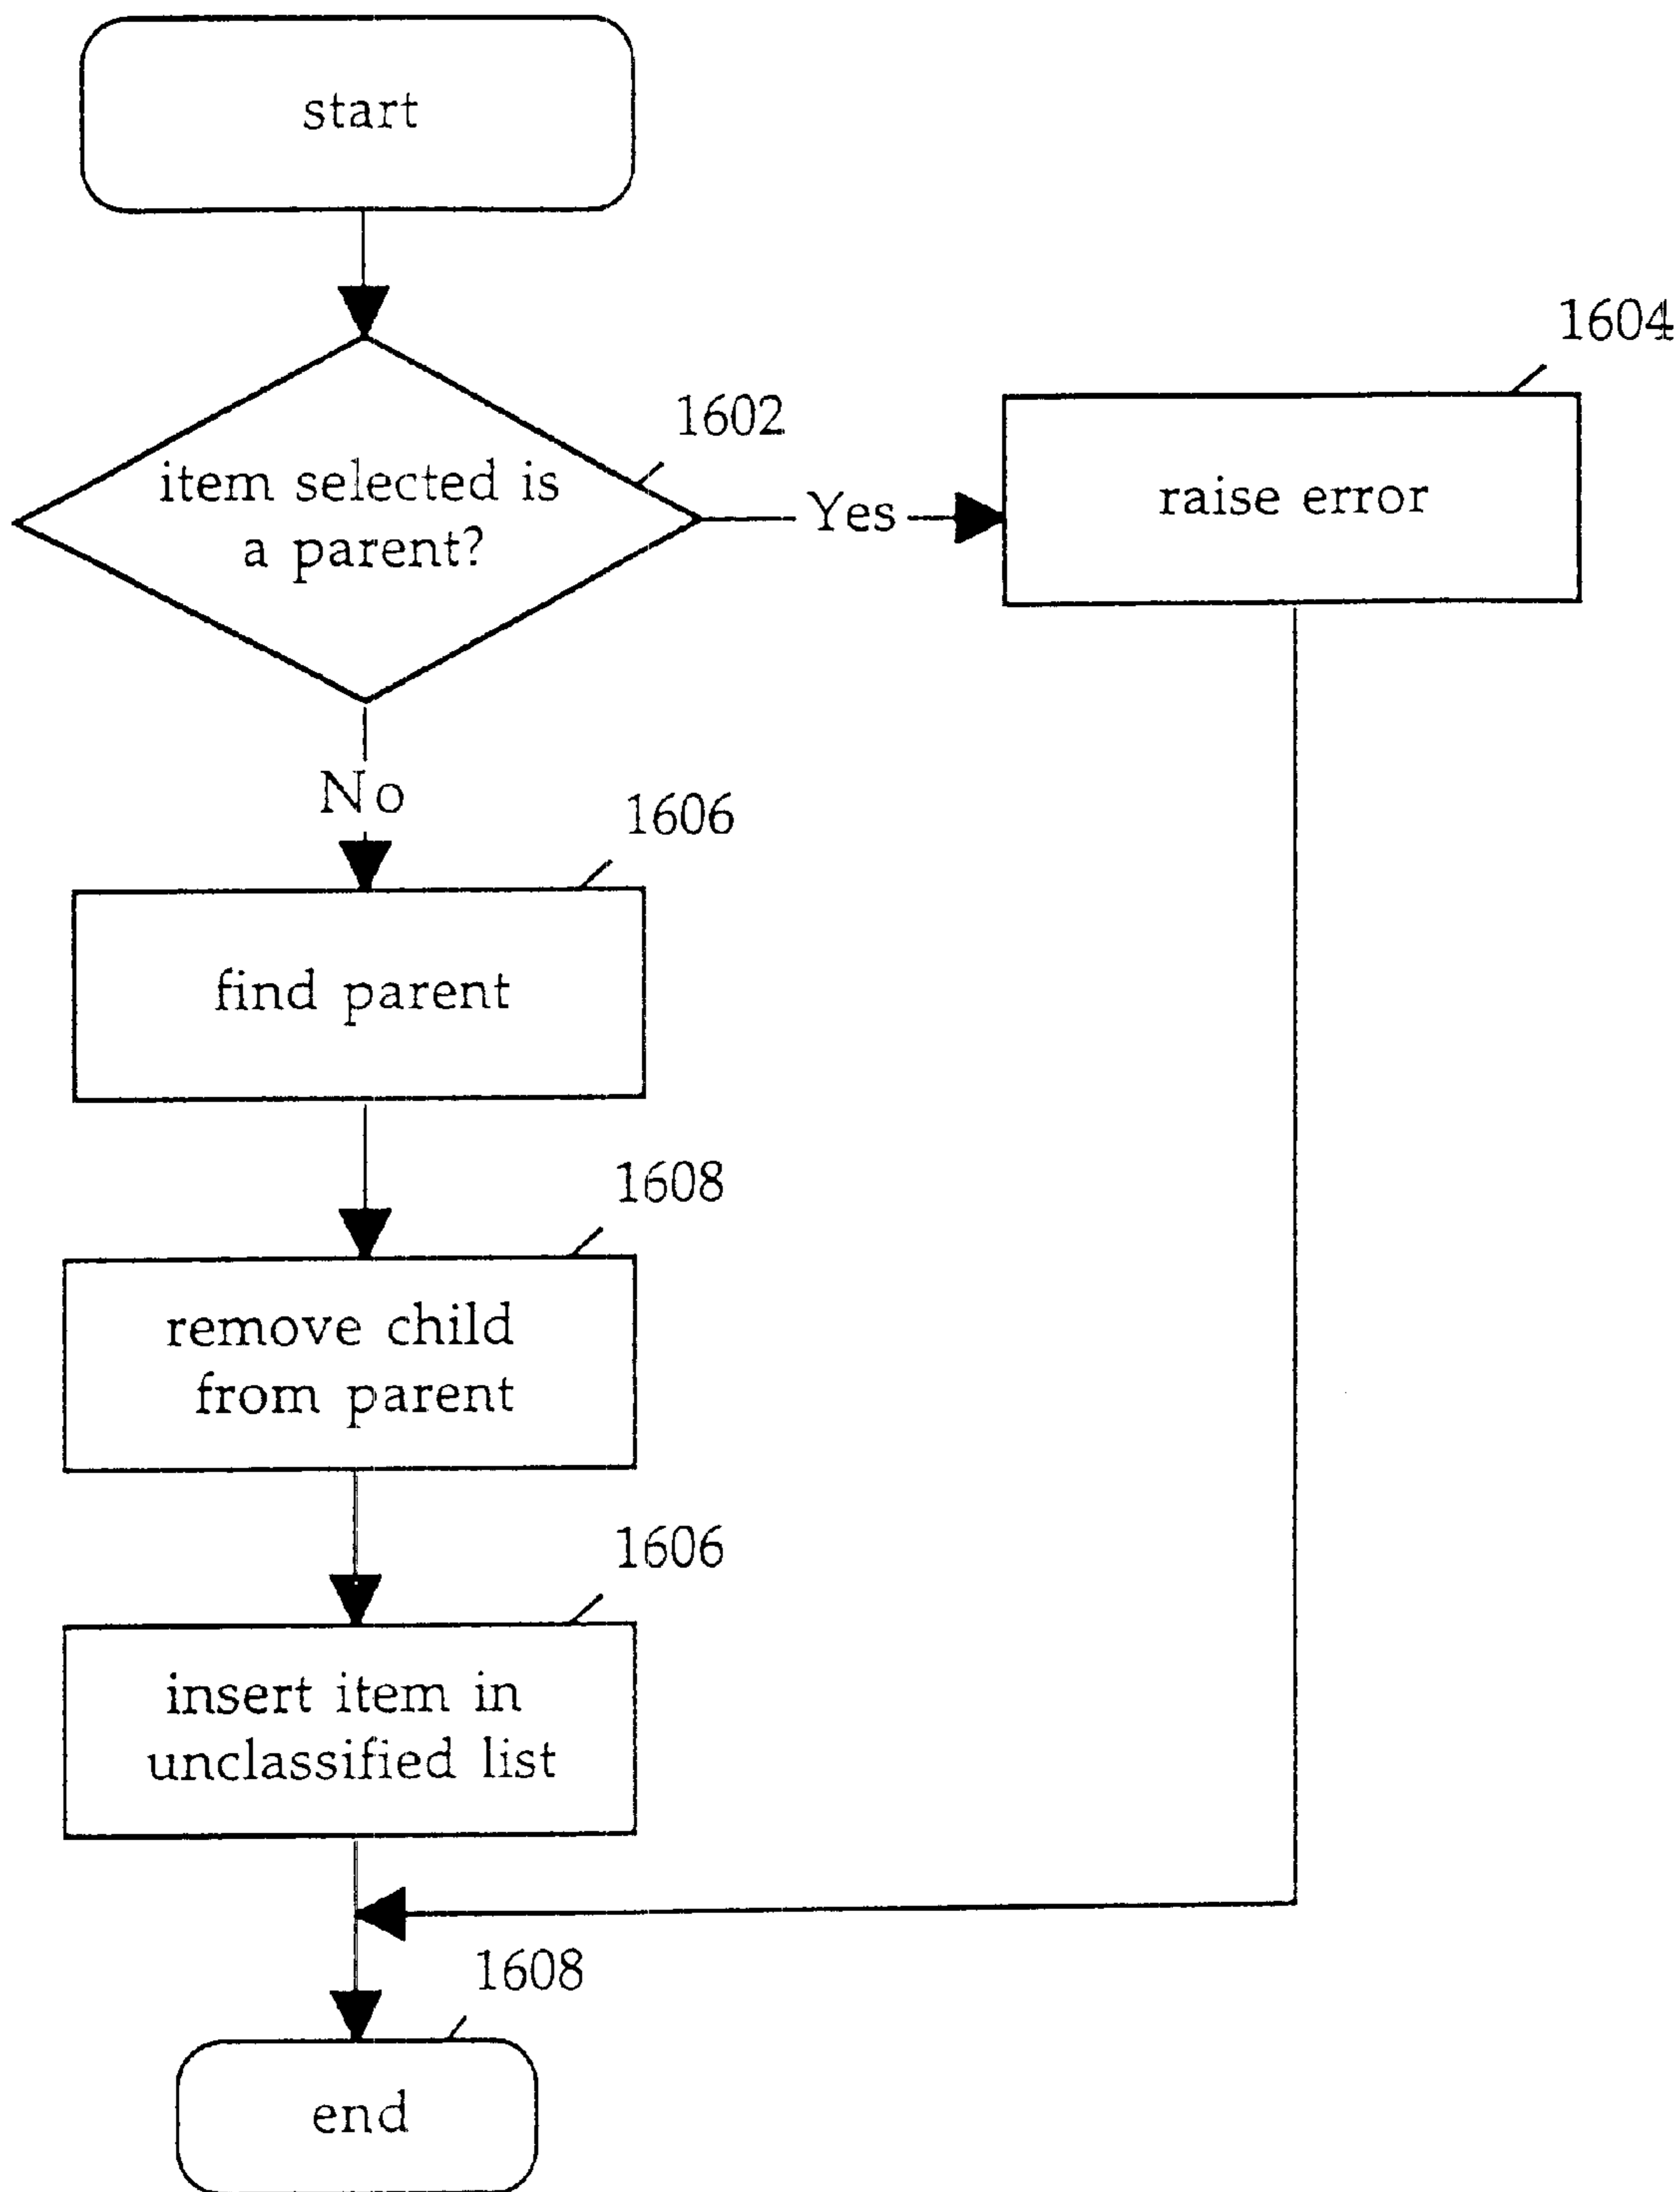 start
1602
item selected is
a parent?
Yes
1604
raise error
No
1606
find parent
1608
remove child
from parent
1606
insert item in
unclassified list
1608
end